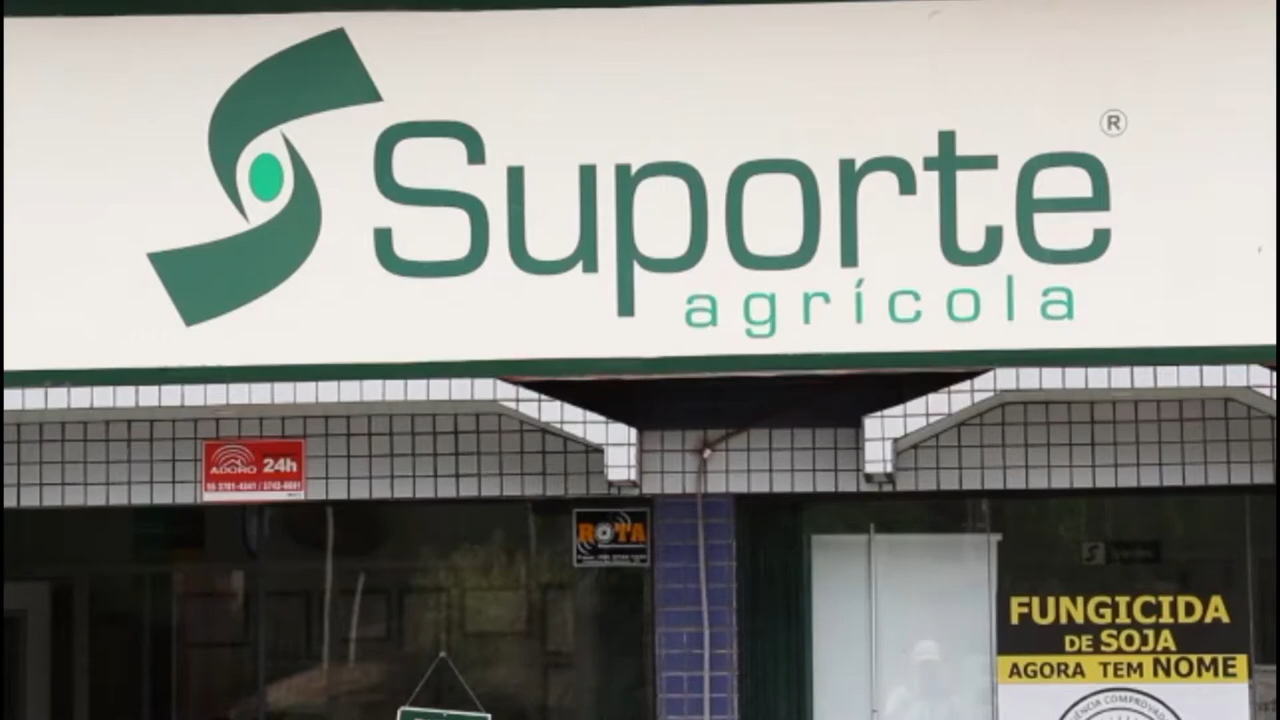 Suporte ®
agrícola
ADORO 24h
ROTA
FUNGICIDA
DE SOJA
AGORA TEM NOME